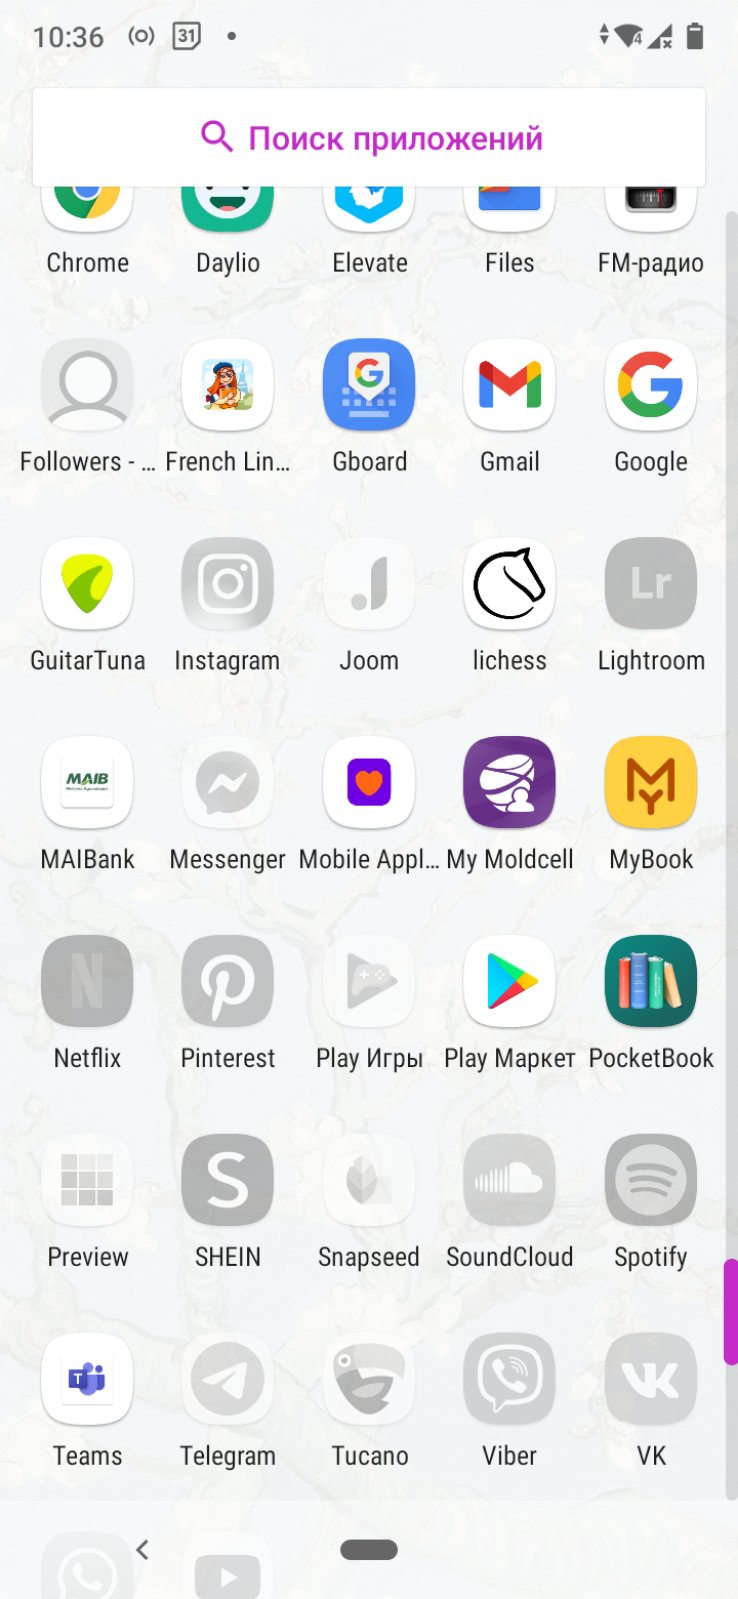 10:36
31
4
Поиск приложений
Chrome Daylio Elevate Files FM-радио
Followers - ... French Lin... Gboard Gmail Google
Lr
GuitarTuna Instagram Joom lichess Lightroom
MAIB
MAIBank Messenger Mobile Appl... My Moldcell MyBook
Netflix Pinterest Play Игры Play Маркет PocketBook
Preview SHEIN Snapseed SoundCloud Spotify
Teams Telegram Tucano Viber VK